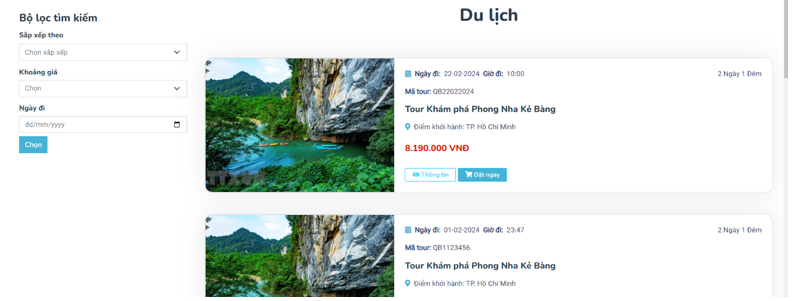 Du lịch
Bộ lọc tìm kiếm
Sắp xếp theo
Chọn sắp xếp
Khoảng giá
Chọn
Ngày đi
dd/mm/yyyy
Chọn
Ngày đi: 22-02-2024 Giờ đi: 10:00 2 Ngày 1 Đêm
Mã tour: QB22022024
Tour Khám phá Phong Nha Kẻ Bàng
Điểm khởi hành: TP. Hồ Chí Minh
8.190.000 VNĐ
Thông tin Đặt ngay
Ngày đi: 01-02-2024 Giờ đi: 23:47 2 Ngày 1 Đêm
Mã tour: QB1123456
Tour Khám phá Phong Nha Kẻ Bàng
Điểm khởi hành: TP. Hồ Chí Minh